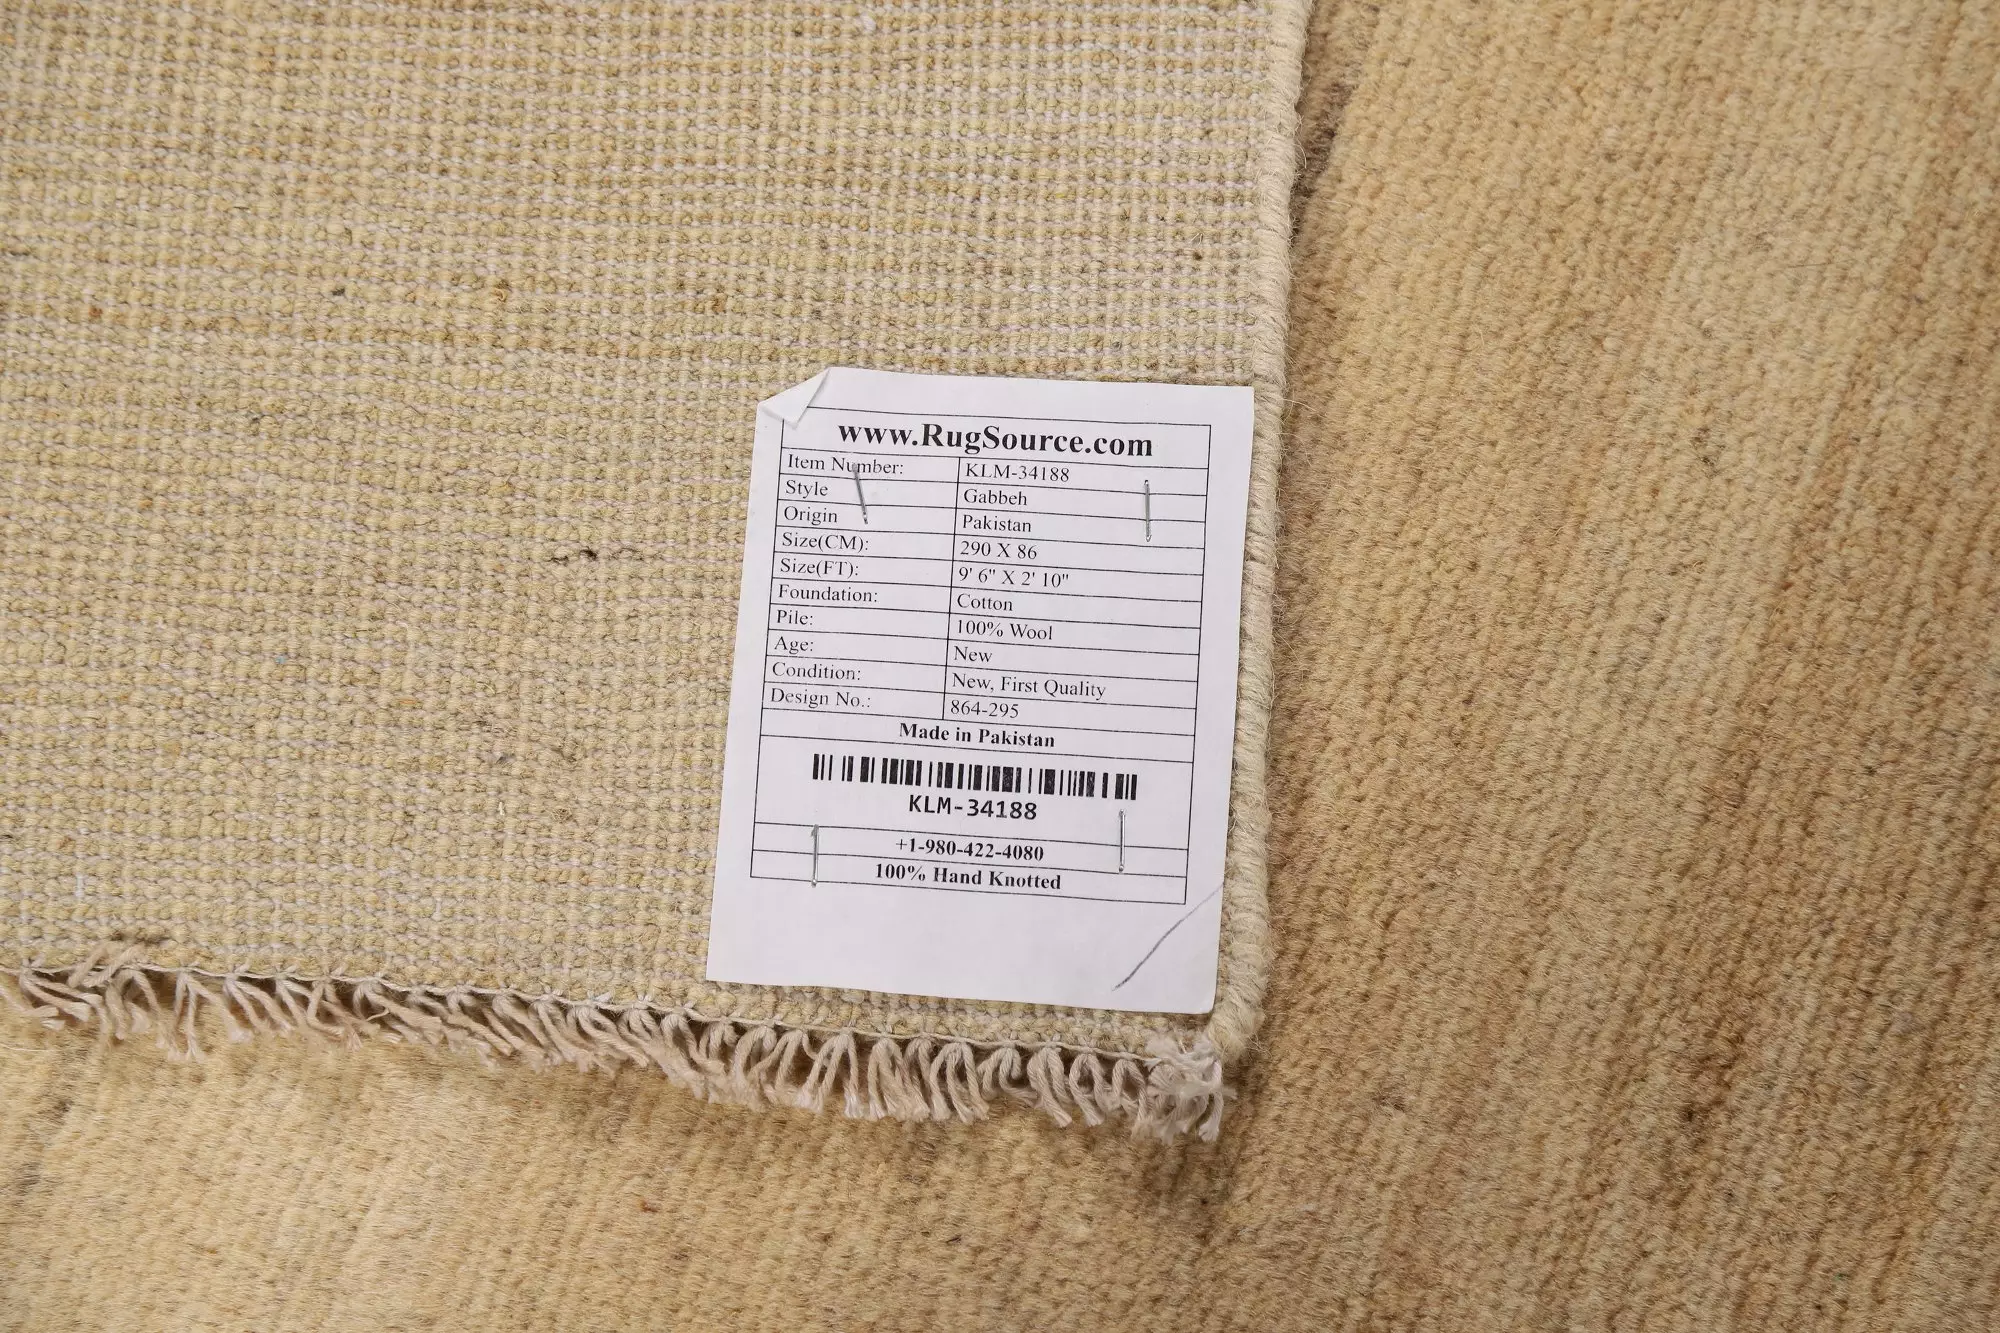 www.RugSource.com
Item Number: KLM-34188
Style Gabbeh
Origin Pakistan
Size(CM): 290 X 86
Size(FT): 9' 6" X 2' 10"
Foundation: Cotton
Pile: 100% Wool
Age: New
Condition: New, First Quality
Design No.: 864-295
Made in Pakistan
KLM-34188
+1-980-422-4080
100% Hand Knotted